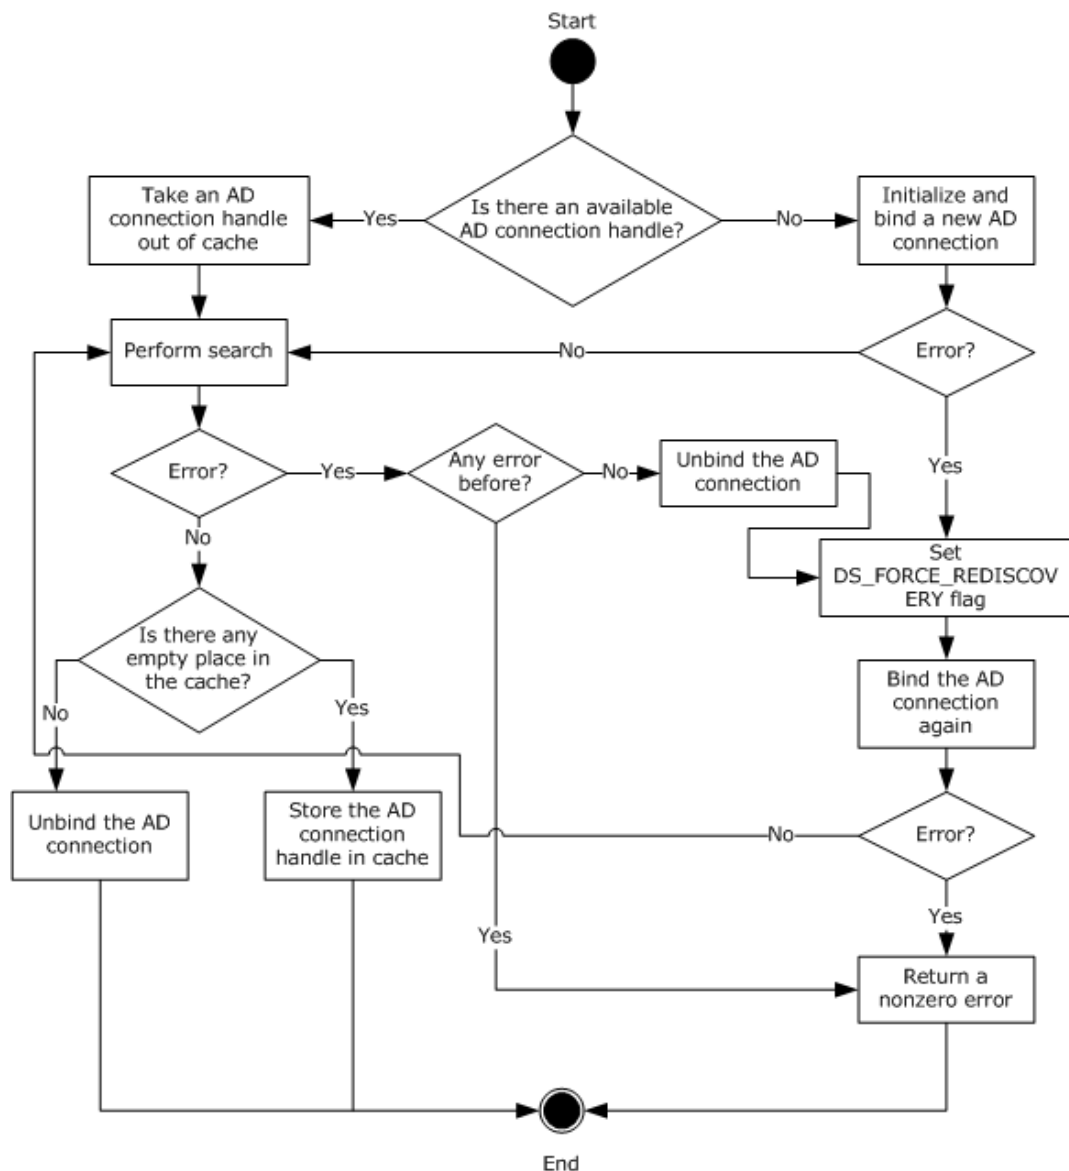 Start
Take an AD
connection handle
out of cache
Yes
Is there an available
AD connection handle?
No
Initialize and
bind a new AD
connection
Perform search
No
Error?
Error?
Yes
Any error
before?
No
Unbind the AD
connection
Yes
No
Set
DS_FORCE_REDISCOV
ERY flag
Is there any
empty place in
the cache?
No
Yes
Bind the AD
connection
again
Unbind the AD
connection
Store the AD
connection
handle in cache
No
Error?
Yes
Yes
Return a
nonzero error
End